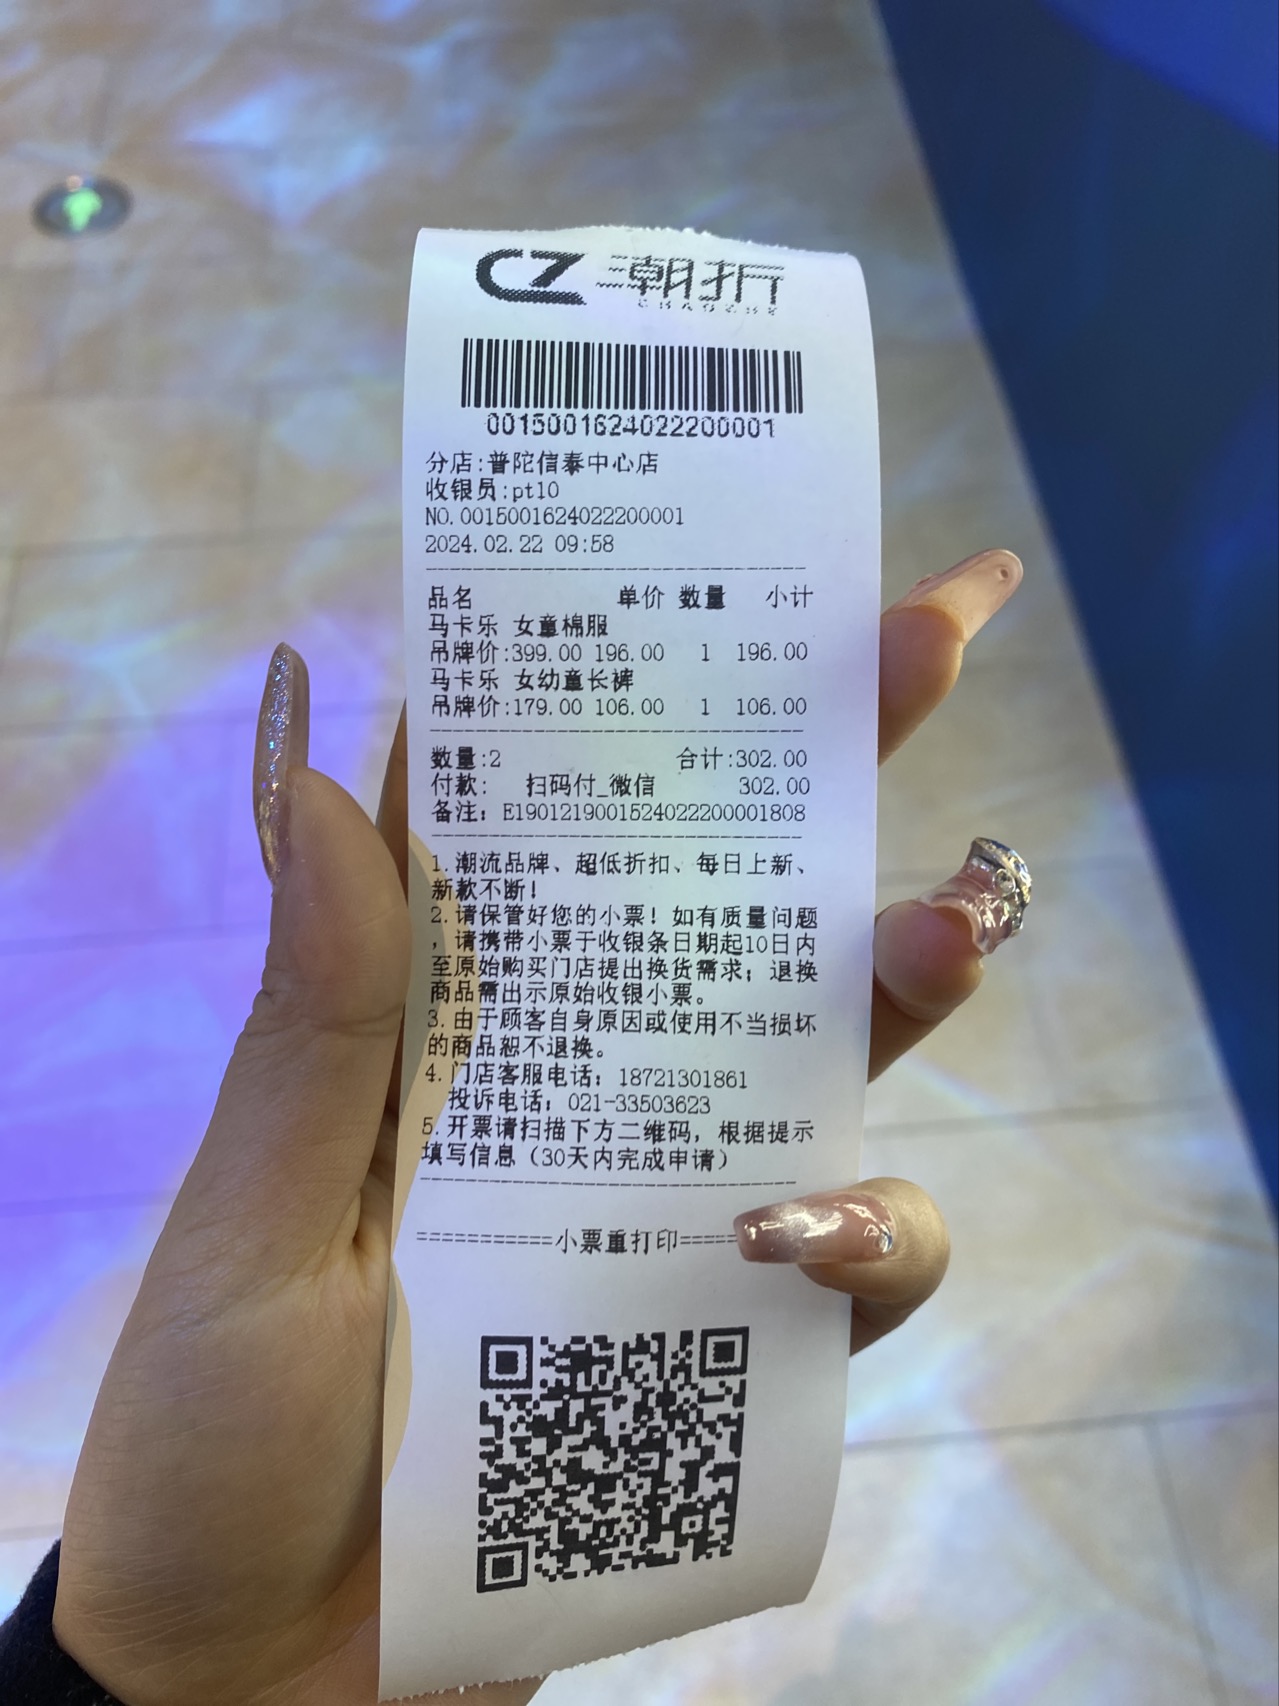 CZ 潮折
CHAOZHE
0015001624022200001
分店:普陀信泰中心店
收银员:pt10
NO.0015001624022200001
2024.02.22 09:58
品名 单价 数量 小计
马卡乐 女童棉服
吊牌价:399.00 196.00 1 196.00
马卡乐 女幼童长裤
吊牌价:179.00 106.00 1 106.00
数量:2 合计:302.00
付款: 扫码付_微信 302.00
备注: E19012190015240222000018​08
1.潮流品牌、超低折扣、每日上新、
新款不断!
2.请保管好您的小票!如有质量问题
,请携带小票于收银条日期起10日内
至原始购买门店提出换货需求;退换
商品需出示原始收银小票。
3.由于顾客自身原因或使用不当损坏
的商品恕不退换。
4.门店客服电话: 18721301861
投诉电话: 021-33503623
5.开票请扫描下方二维码,根据提示
填写信息(30天内完成申请)
===========小票重打印=====